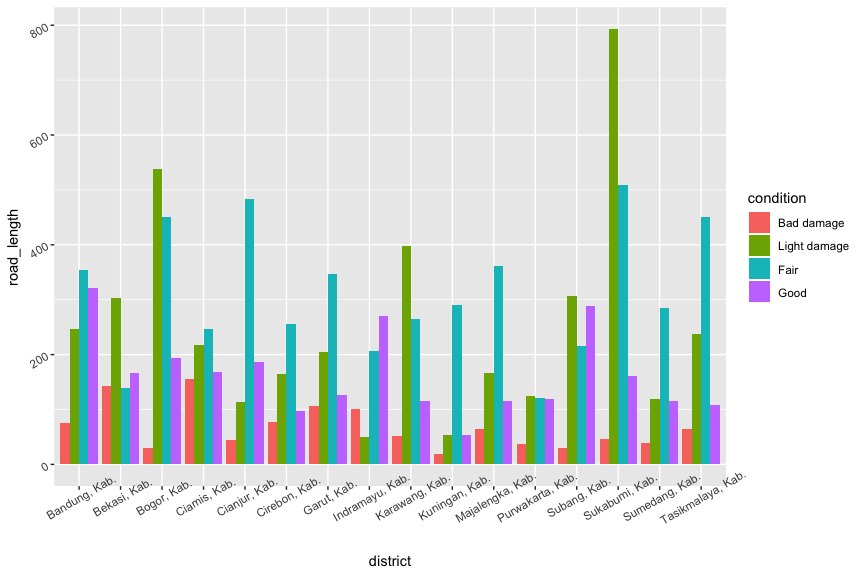 800
600
400
200
0
road_length
Bandung, Kab.
Bekasi, Kab.
Bogor, Kab.
Ciamis, Kab.
Cianjur, Kab.
Cirebon, Kab.
Garut, Kab.
Indramayu, Kab.
Karawang, Kab.
Kuningan, Kab.
Majalengka, Kab.
Purwakarta, Kab.
Subang, Kab.
Sukabumi, Kab.
Sumedang, Kab.
Tasikmalaya, Kab.
district
condition
Bad damage
Light damage
Fair
Good